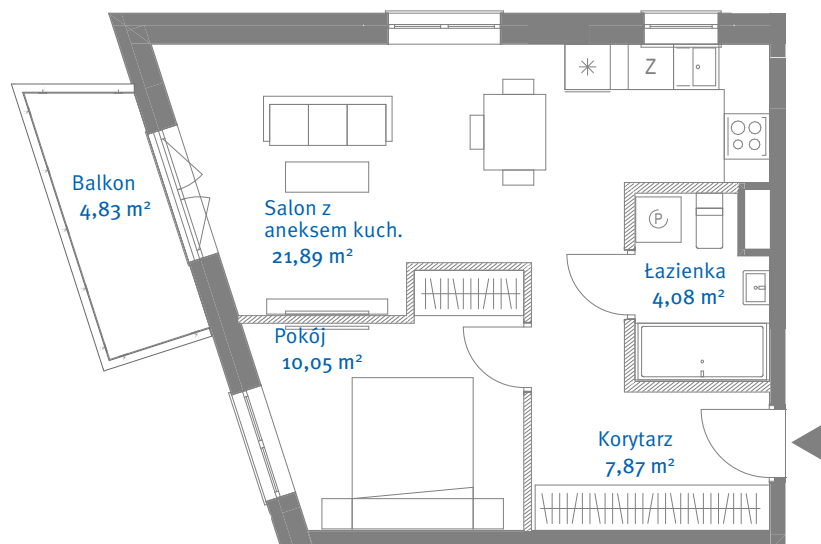 Z
Balkon
4,83 m²
Salon z
aneksem kuch.
21,89 m²
P
Łazienka
4,08 m²
Pokój
10,05 m²
Korytarz
7,87 m²